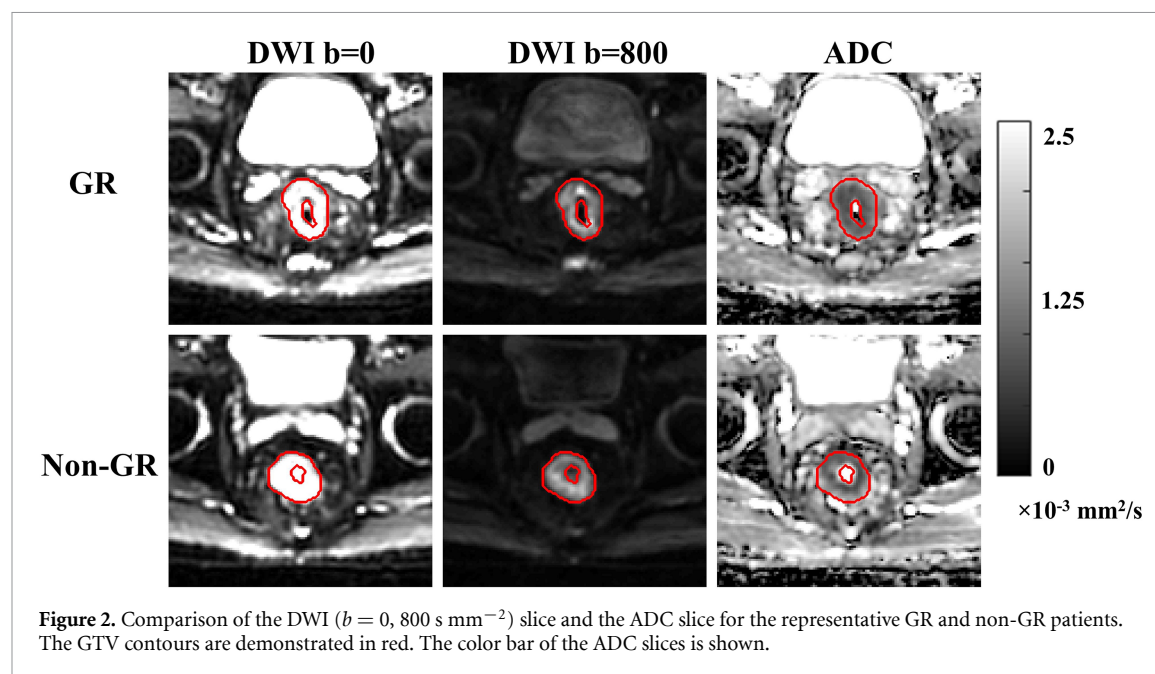 DWI b=0 DWI b=800 ADC
GR
2.5
1.25
Non-GR
0
×10⁻³ mm²/s
Figure 2. Comparison of the DWI (b = 0, 800 s mm⁻²) slice and the ADC slice for the representative GR and non-GR patients.
The GTV contours are demonstrated in red. The color bar of the ADC slices is shown.